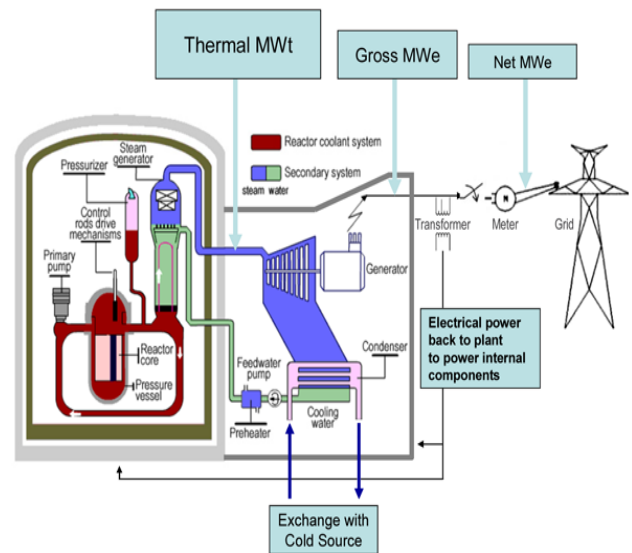 Thermal MWt
Gross MWe
Net MWe
Steam
generator
Reactor coolant system
Pressurizer
Secondary system
steam water
Control
rods drive
mechanisms
Primary
pump
Transformer
Meter
Grid
Generator
M
Electrical power
back to plant
to power internal
components
Condenser
Reactor
core
Feedwater
pump
Pressure
vessel
Preheater
Cooling
water
Exchange with
Cold Source